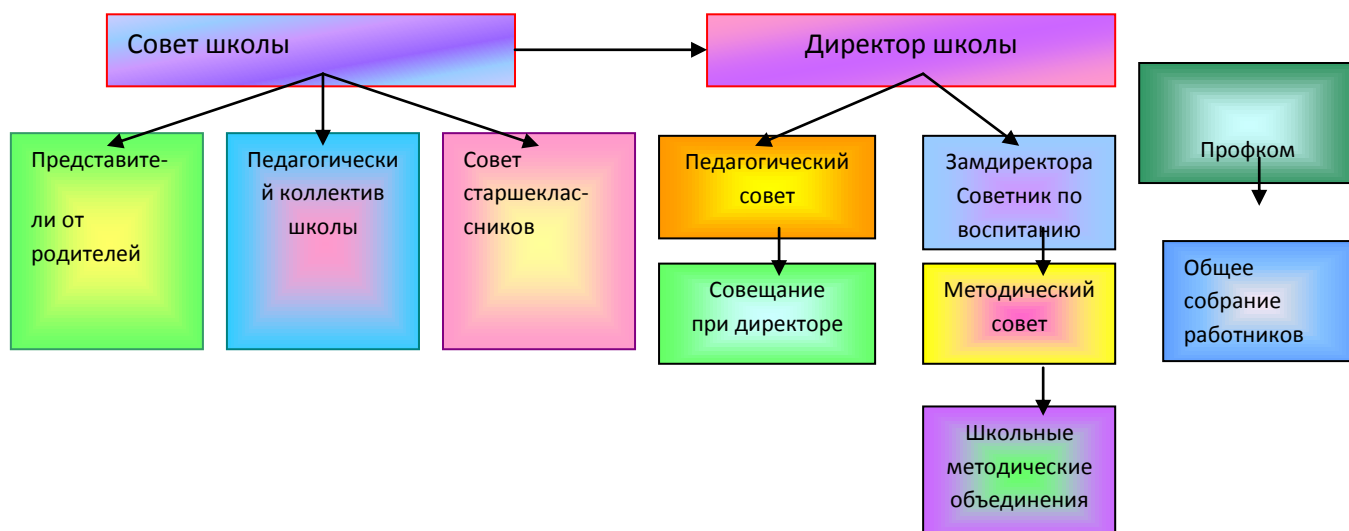 Совет школы
Директор школы
Представите-
ли от
родителей
Педагогически
й коллектив
школы
Совет
старшеклас-
сников
Педагогический
совет
Замдиректора
Советник по
воспитанию
Профком
Совещание
при директоре
Методический
совет
Общее
собрание
работников
Школьные
методические
объединения